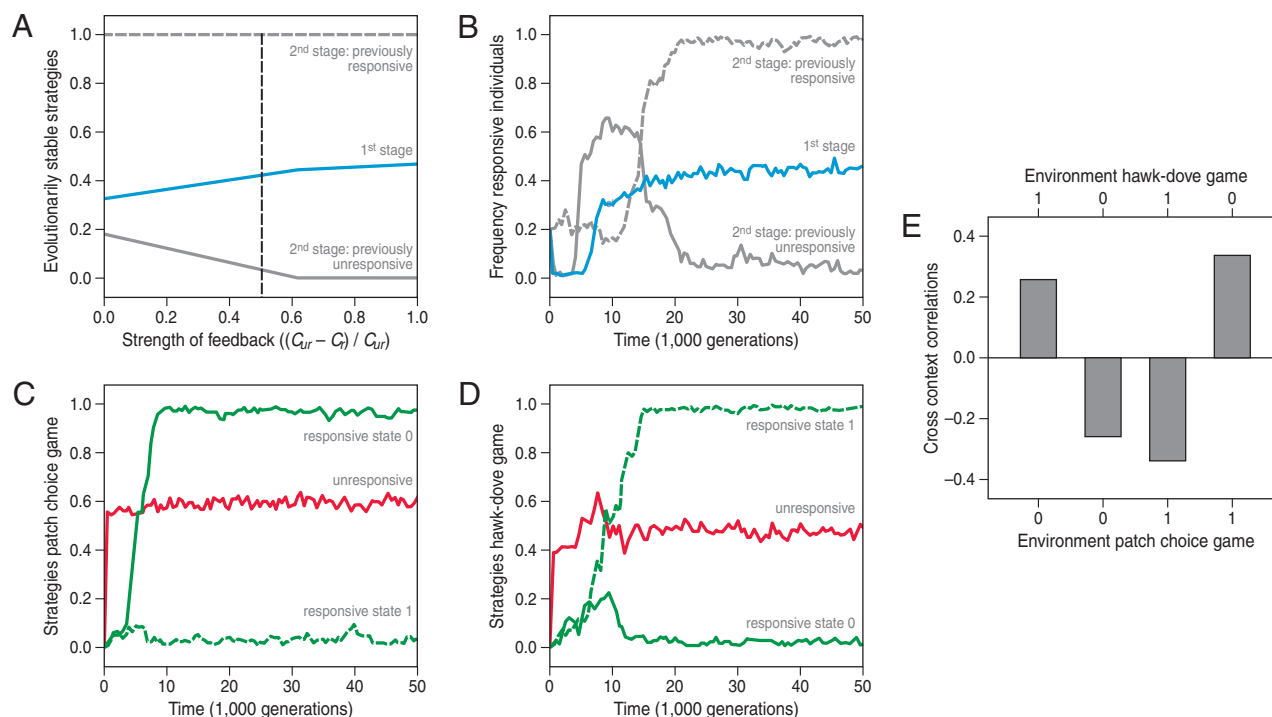 A
Evolutionarily stable strategies
1.0
0.8
0.6
0.4
0.2
0.0
2nd stage: previously
responsive
1st stage
2nd stage: previously
unresponsive
0.0 0.2 0.4 0.6 0.8 1.0
Strength of feedback ((Cur – Cr) / Cur)
B
Frequency responsive individuals
1.0
0.8
0.6
0.4
0.2
0.0
2nd stage: previously
responsive
1st stage
2nd stage: previously
unresponsive
0 10 20 30 40 50
Time (1,000 generations)
C
Strategies patch choice game
1.0
0.8
0.6
0.4
0.2
0.0
responsive state 0
unresponsive
responsive state 1
0 10 20 30 40 50
Time (1,000 generations)
D
Strategies hawk-dove game
1.0
0.8
0.6
0.4
0.2
0.0
responsive state 1
unresponsive
responsive state 0
0 10 20 30 40 50
Time (1,000 generations)
E
Environment hawk-dove game
1 0 1 0
Cross context correlations
0.4
0.2
0.0
–0.2
–0.4
0 0 1 1
Environment patch choice game